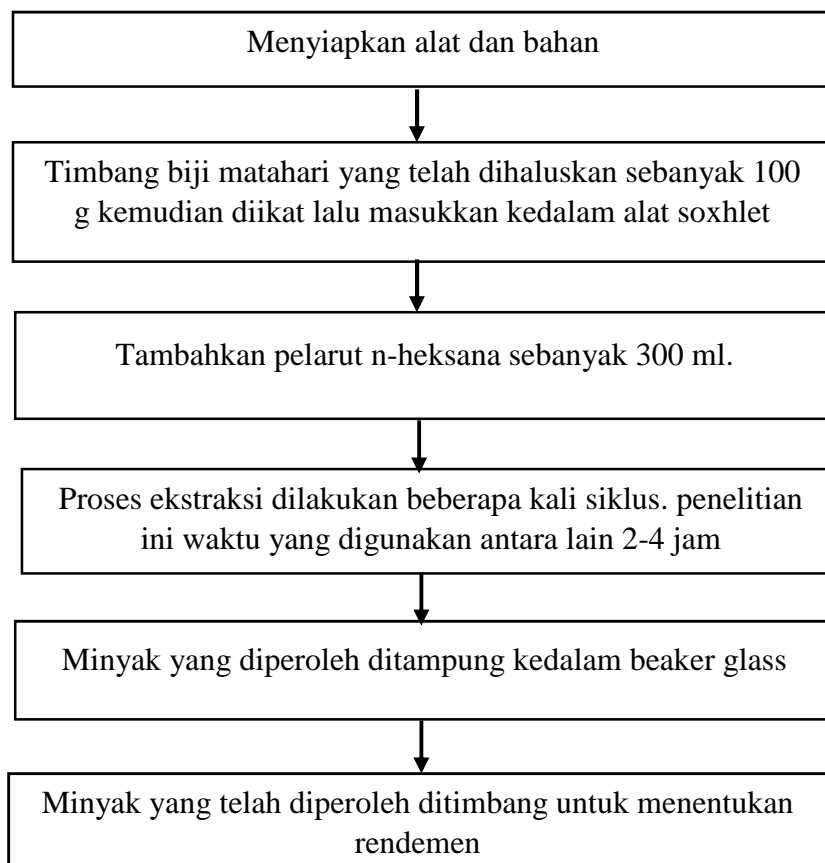 Menyiapkan alat dan bahan
Timbang biji matahari yang telah dihaluskan sebanyak 100
g kemudian diikat lalu masukkan kedalam alat soxhlet
Tambahkan pelarut n-heksana sebanyak 300 ml.
Proses ekstraksi dilakukan beberapa kali siklus. penelitian
ini waktu yang digunakan antara lain 2-4 jam
Minyak yang diperoleh ditampung kedalam beaker glass
Minyak yang telah diperoleh ditimbang untuk menentukan
rendemen